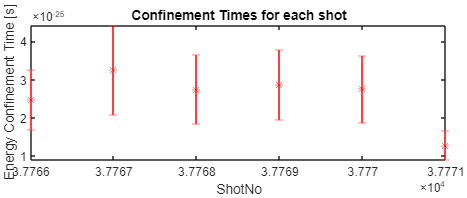 Confinement Times for each shot
×10⁻²⁵
Energy Confinement Time [s]
4
3
2
1
3.7766 3.7767 3.7768 3.7769 3.777 3.7771
ShotNo
×10⁴